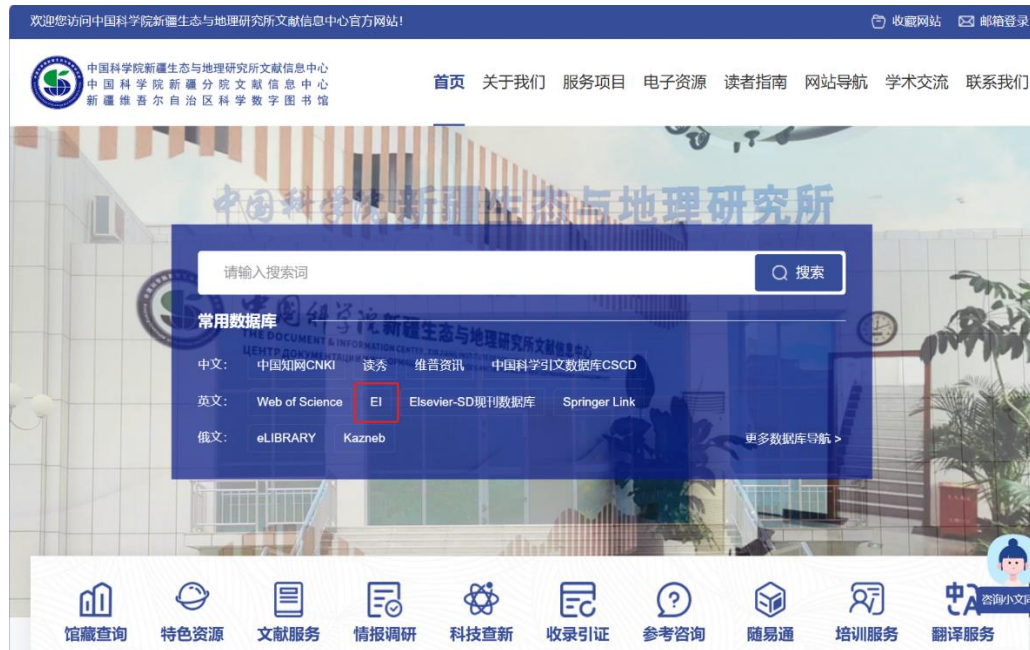 欢迎您访问中国科学院新疆生态与地理研究所文献信息中心官方网站！
收藏网站 邮箱登录
中国科学院新疆生态与地理研究所文献信息中心
中国科学院新疆分院文献信息中心
新疆维吾尔自治区科学数字图书馆
首页 关于我们 服务项目 电子资源 读者指南 网站导航 学术交流 联系我们
中国科学院新疆生态与地理研究所
请输入搜索词
搜索
常用数据库
中文： 中国知网CNKI 读秀 维普资讯 中国科学引文数据库CSCD
英文： Web of Science EI Elsevier-SD现刊数据库 Springer Link
俄文： eLIBRARY Kazneb
更多数据库导航 >
咨询小文
馆藏查询 特色资源 文献服务 情报调研 科技查新 收录引证 参考咨询 随易通 培训服务 翻译服务